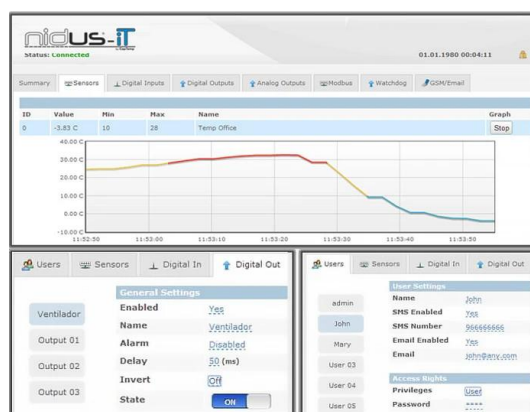 nidus-iT
Status: Connected
01.01.1980 00:04:11
Summary Sensors Digital Inputs Digital Outputs Analog Outputs Modbus Watchdog GSM/Email
ID Value Min Max Name Graph
0 -3.83 C 10 28 Temp Office Stop
40.00 C
30.00 C
20.00 C
10.00 C
0.00 C
-10.00 C
11:52:50 11:53:00 11:53:10 11:53:20 11:53:30 11:53:40 11:53:50
Users Sensors Digital In Digital Out
General Settings
Ventilador
Output 01
Output 02
Output 03
Enabled Yes
Name Ventilador
Alarm Disabled
Delay 50 (ms)
Invert Off
State ON
Users Sensors Digital In Digital Out
admin
John
Mary
User 03
User 04
User 05
User Settings
Name John
SMS Enabled Yes
SMS Number 966666666
Email Enabled Yes
Email john@any.com
Access Rights
Privileges User
Password ----